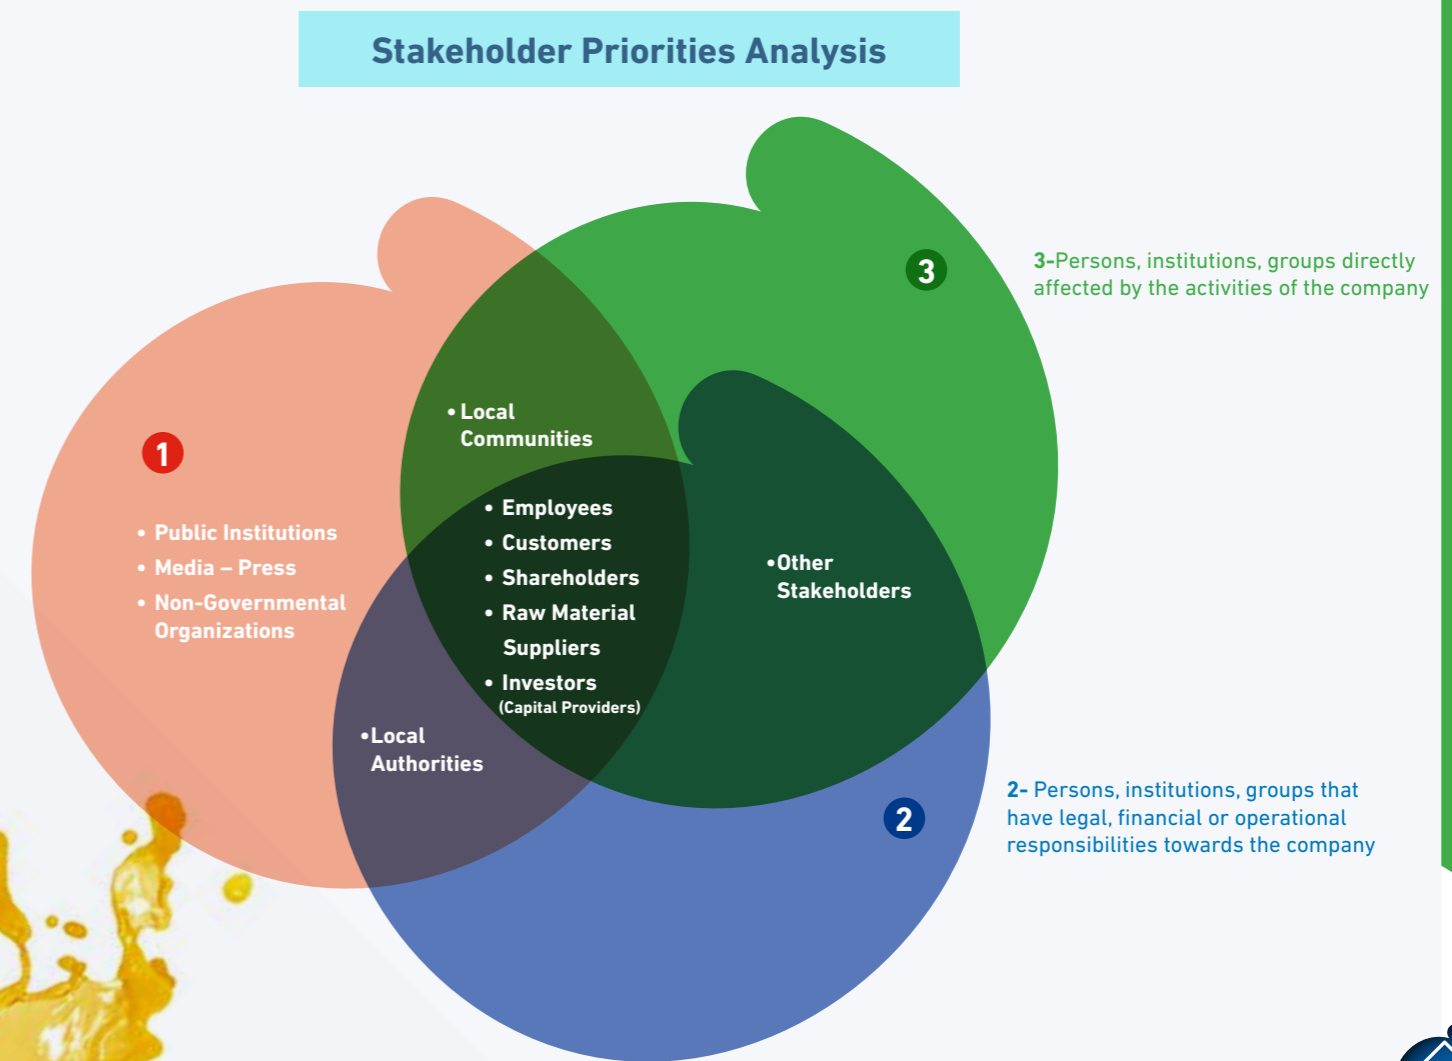 Stakeholder Priorities Analysis
3
3-Persons, institutions, groups directly
affected by the activities of the company
• Local
Communities
1
• Public Institutions
• Media – Press
• Non-Governmental
Organizations
• Employees
• Customers
• Shareholders
• Raw Material
Suppliers
• Investors
(Capital Providers)
•Other
Stakeholders
•Local
Authorities
2
2- Persons, institutions, groups that
have legal, financial or operational
responsibilities towards the company